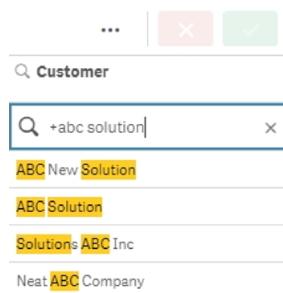 Customer
+abc solution
ABC New Solution
ABC Solution
Solutions ABC Inc
Neat ABC Company